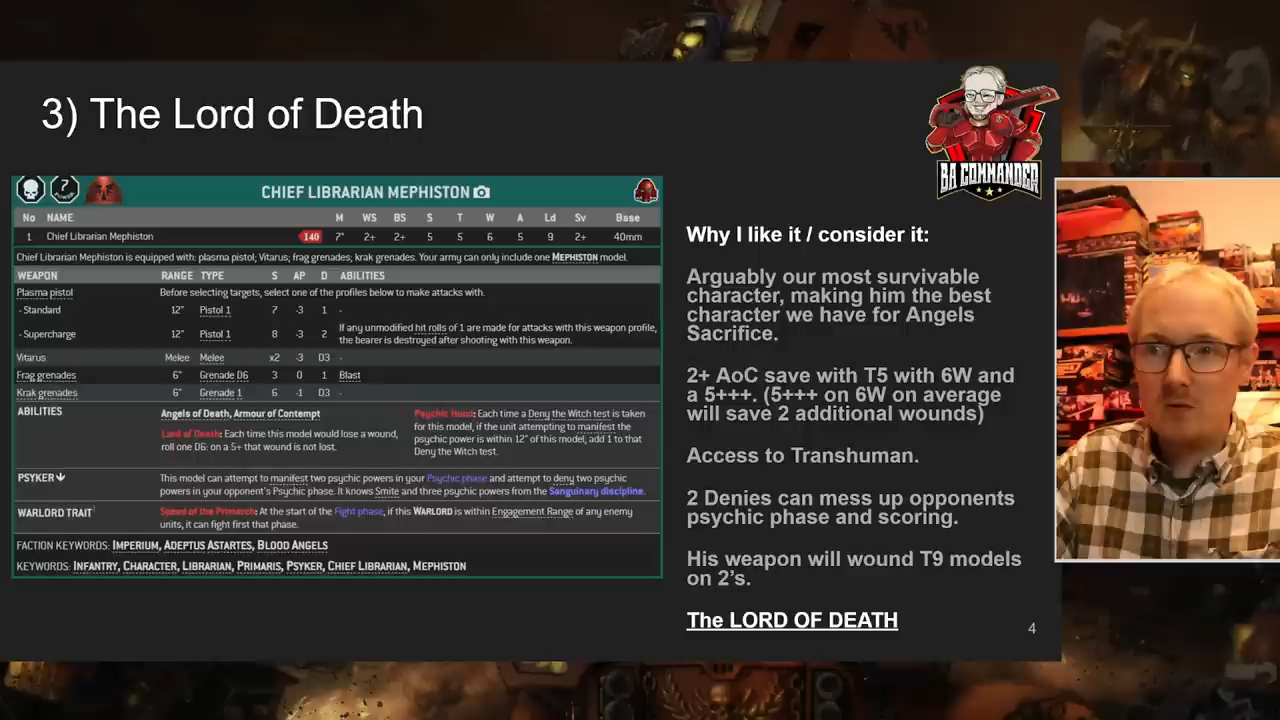 3) The Lord of Death
BA COMMANDER
7
POWER
CHIEF LIBRARIAN MEPHISTON
No NAME M WS BS S T W A Ld Sv Base
1 Chief Librarian Mephiston 140 7" 2+ 2+ 5 5 6 5 9 2+ 40mm
Chief Librarian Mephiston is equipped with: plasma pistol; Vitarus; frag grenades; krak grenades. Your army can only include one MEPHISTON model.
WEAPON RANGE TYPE S AP D ABILITIES
Plasma pistol Before selecting targets, select one of the profiles below to make attacks with.
- Standard 12" Pistol 1 7 -3 1 -
- Supercharge 12" Pistol 1 8 -3 2 If any unmodified hit rolls of 1 are made for attacks with this weapon profile,
the bearer is destroyed after shooting with this weapon.
Vitarus Melee Melee x2 -3 D3 -
Frag grenades 6" Grenade D6 3 0 1 Blast
Krak grenades 6" Grenade 1 6 -1 D3 -
ABILITIES
Angels of Death, Armour of Contempt
Lord of Death: Each time this model would lose a wound,
roll one D6: on a 5+ that wound is not lost.
Psychic Hood: Each time a Deny the Witch test is taken
for this model, if the unit attempting to manifest the
psychic power is within 12" of this model, add 1 to that
Deny the Witch test.
PSYKER This model can attempt to manifest two psychic powers in your Psychic phase and attempt to deny two psychic
powers in your opponent's Psychic phase. It knows Smite and three psychic powers from the Sanguinary discipline.
WARLORD TRAIT Speed of the Primarch: At the start of the Fight phase, if this WARLORD is within Engagement Range of any enemy
units, it can fight first that phase.
FACTION KEYWORDS: IMPERIUM, ADEPTUS ASTARTES, BLOOD ANGELS
KEYWORDS: INFANTRY, CHARACTER, LIBRARIAN, PRIMARIS, PSYKER, CHIEF LIBRARIAN, MEPHISTON
Why I like it / consider it:
Arguably our most survivable
character, making him the best
character we have for Angels
Sacrifice.
2+ AoC save with T5 with 6W and
a 5+++. (5+++ on 6W on average
will save 2 additional wounds)
Access to Transhuman.
2 Denies can mess up opponents
psychic phase and scoring.
His weapon will wound T9 models
on 2's.
The LORD OF DEATH
4